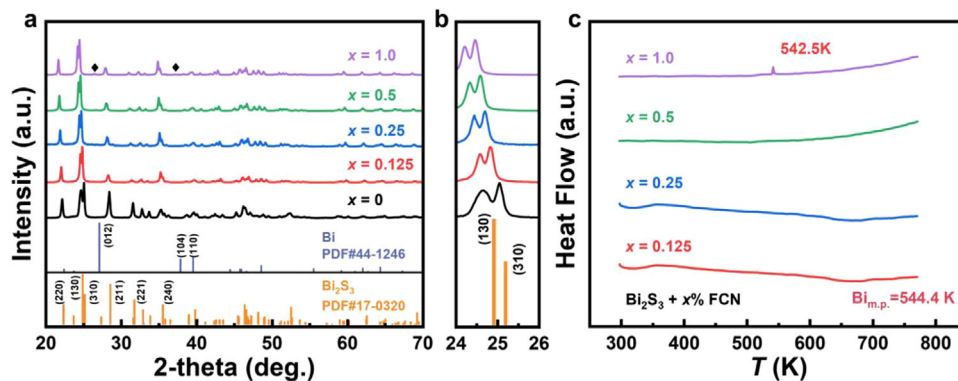 a
Intensity (a.u.)
x = 1.0
x = 0.5
x = 0.25
x = 0.125
x = 0
(012)
(104)
(110)
Bi
PDF#44-1246
(220)
(130)
(310)
(211)
(221)
(240)
Bi₂S₃
PDF#17-0320
20 30 40 50 60 70
2-theta (deg.)
b
(130)
(310)
24 25 26
c
Heat Flow (a.u.)
x = 1.0
542.5K
x = 0.5
x = 0.25
x = 0.125
Bi₂S₃ + x% FCN
Bi m.p.=544.4 K
300 400 500 600 700 800
T (K)